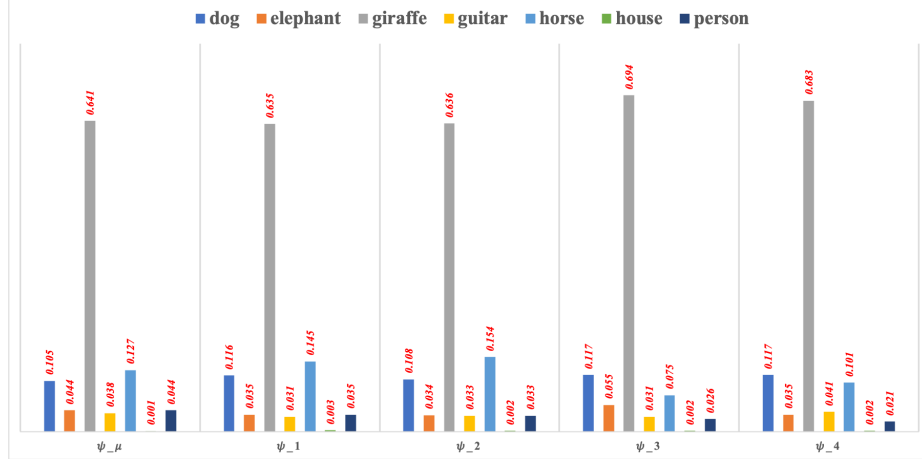 dog elephant giraffe guitar horse house person
0.105 0.044 0.641 0.038 0.127 0.001 0.044
0.116 0.035 0.635 0.031 0.145 0.003 0.035
0.108 0.034 0.636 0.033 0.154 0.002 0.033
0.117 0.055 0.694 0.031 0.075 0.002 0.026
0.117 0.035 0.683 0.041 0.101 0.002 0.021
ψ_μ ψ_1 ψ_2 ψ_3 ψ_4